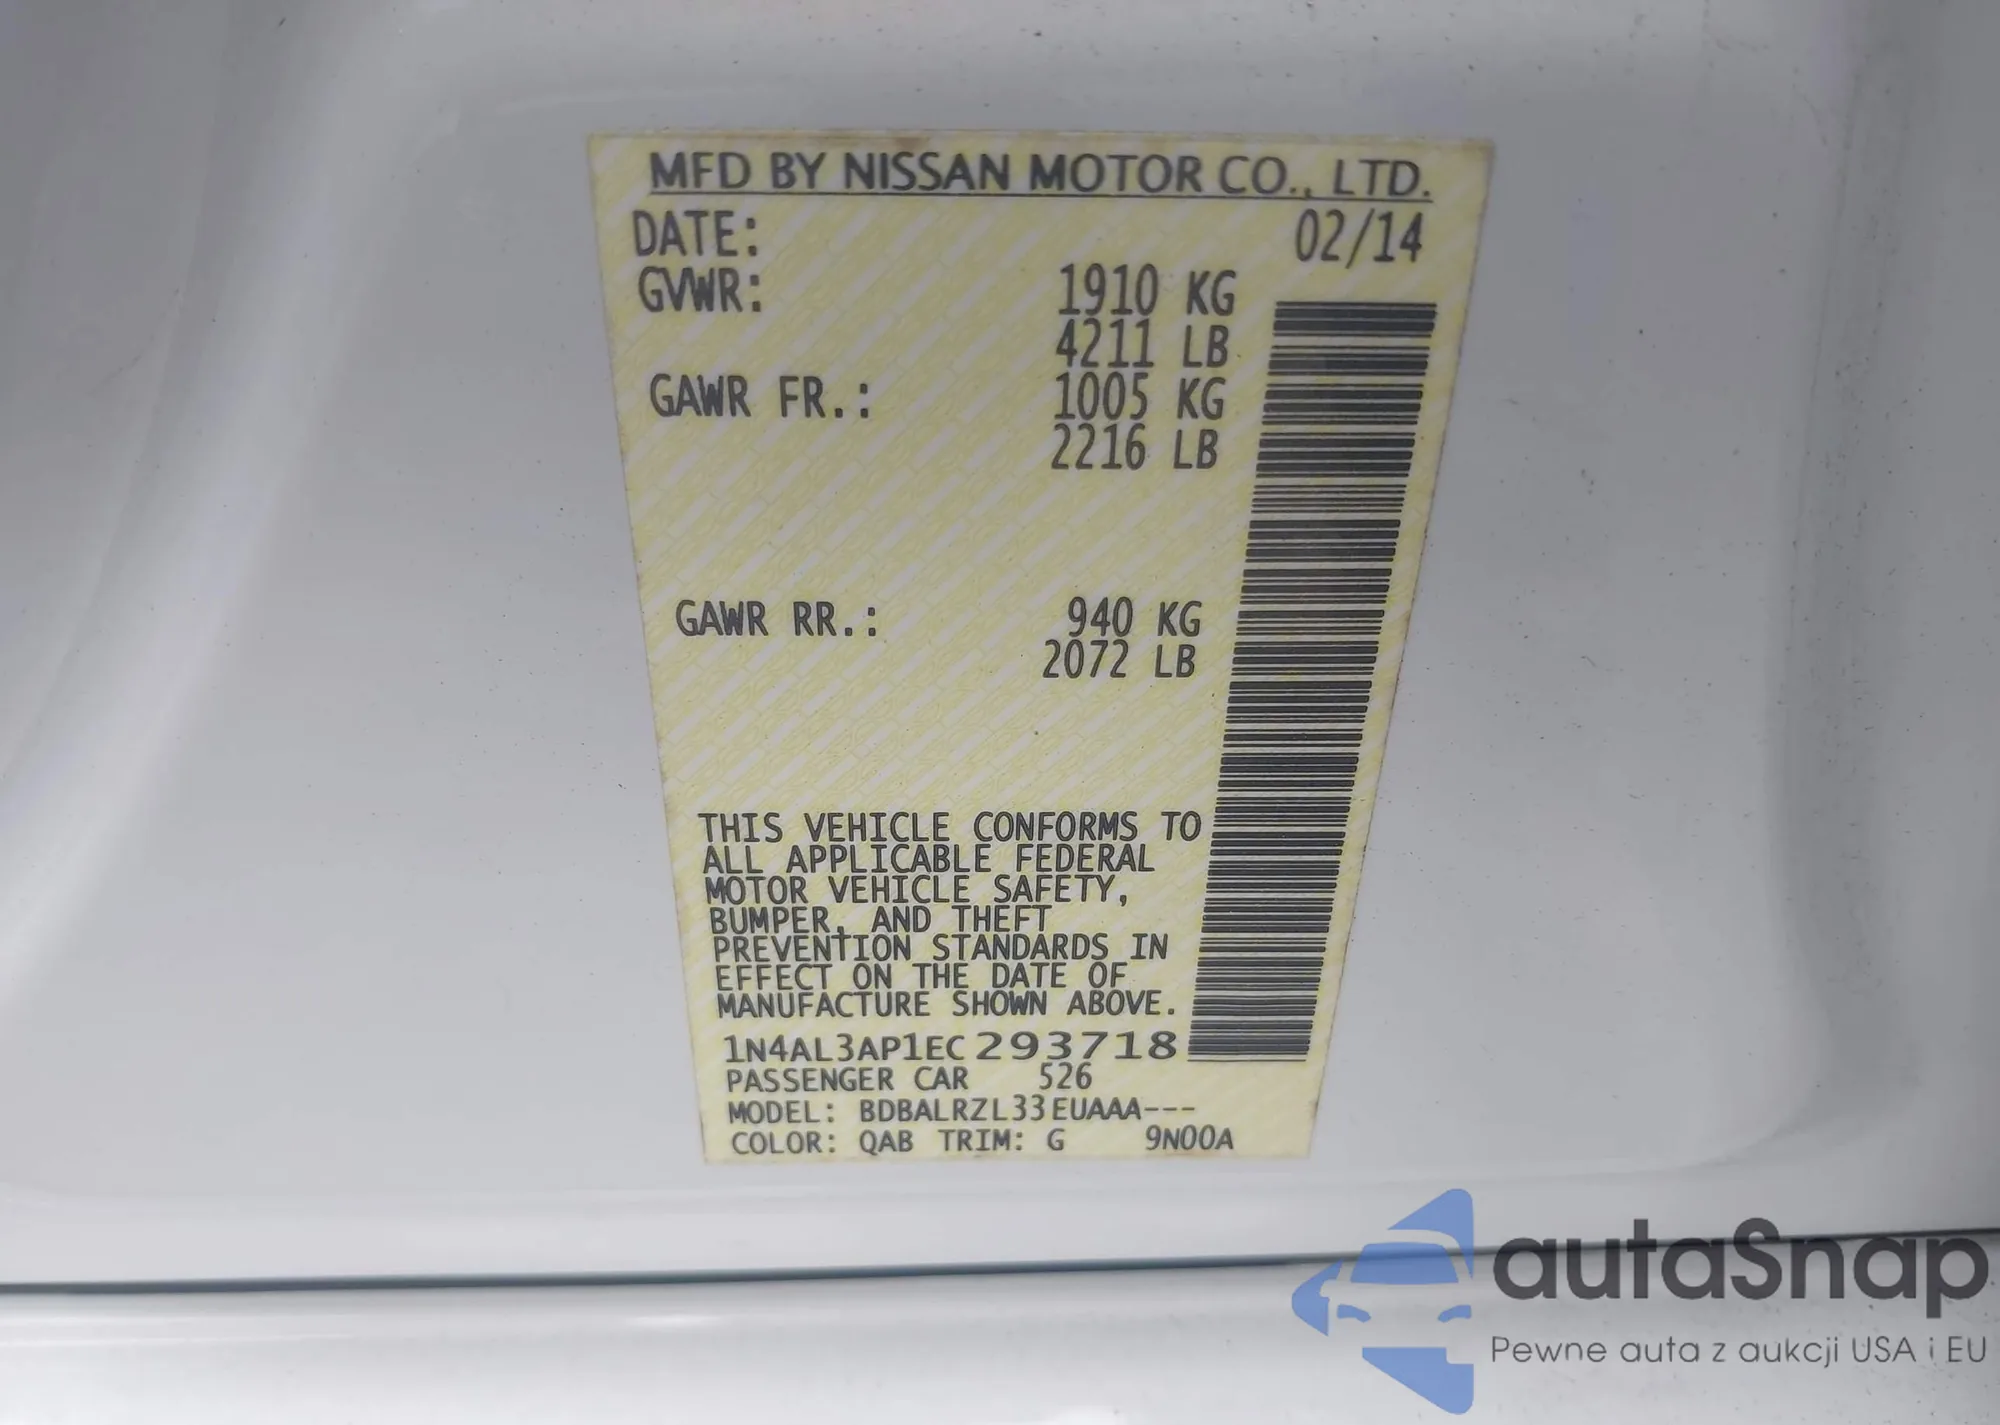 MFD BY NISSAN MOTOR CO., LTD.
DATE: 02/14
GVWR: 1910 KG
4211 LB
GAWR FR.: 1005 KG
2216 LB
GAWR RR.: 940 KG
2072 LB
THIS VEHICLE CONFORMS TO
ALL APPLICABLE FEDERAL
MOTOR VEHICLE SAFETY,
BUMPER, AND THEFT
PREVENTION STANDARDS IN
EFFECT ON THE DATE OF
MANUFACTURE SHOWN ABOVE.
1N4AL3AP1EC293718
PASSENGER CAR 526
MODEL: BDBALRZL33EUAAA---
COLOR: QAB TRIM: G 9N00A
autaSnap
Pewne auta z aukcji USA i EU